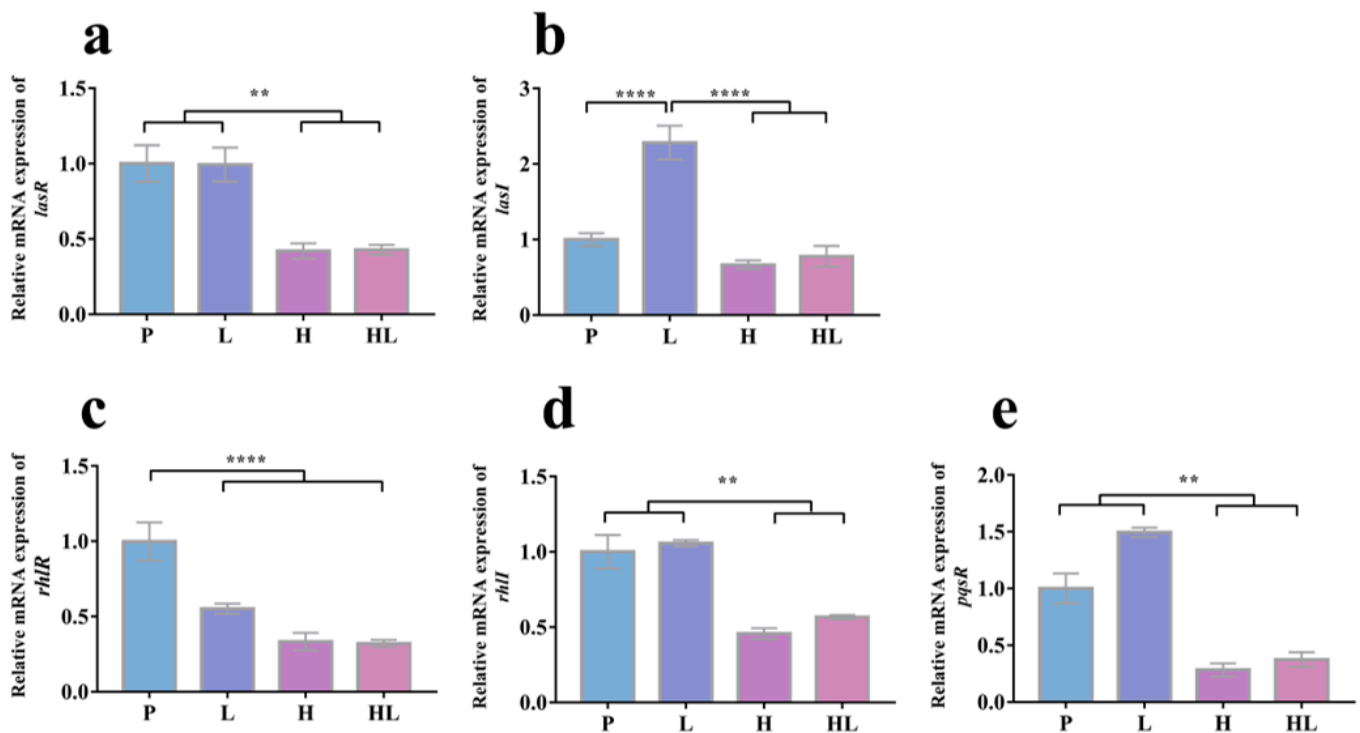 a
Relative mRNA expression of
lasR
1.5
1.0
0.5
0.0
**
P L H HL
b
Relative mRNA expression of
lasI
3
2
1
0
**** ****
P L H HL
c
Relative mRNA expression of
rhlR
1.5
1.0
0.5
0.0
****
P L H HL
d
Relative mRNA expression of
rhlI
1.5
1.0
0.5
0.0
**
P L H HL
e
Relative mRNA expression of
pqsR
2.0
1.5
1.0
0.5
0.0
**
P L H HL